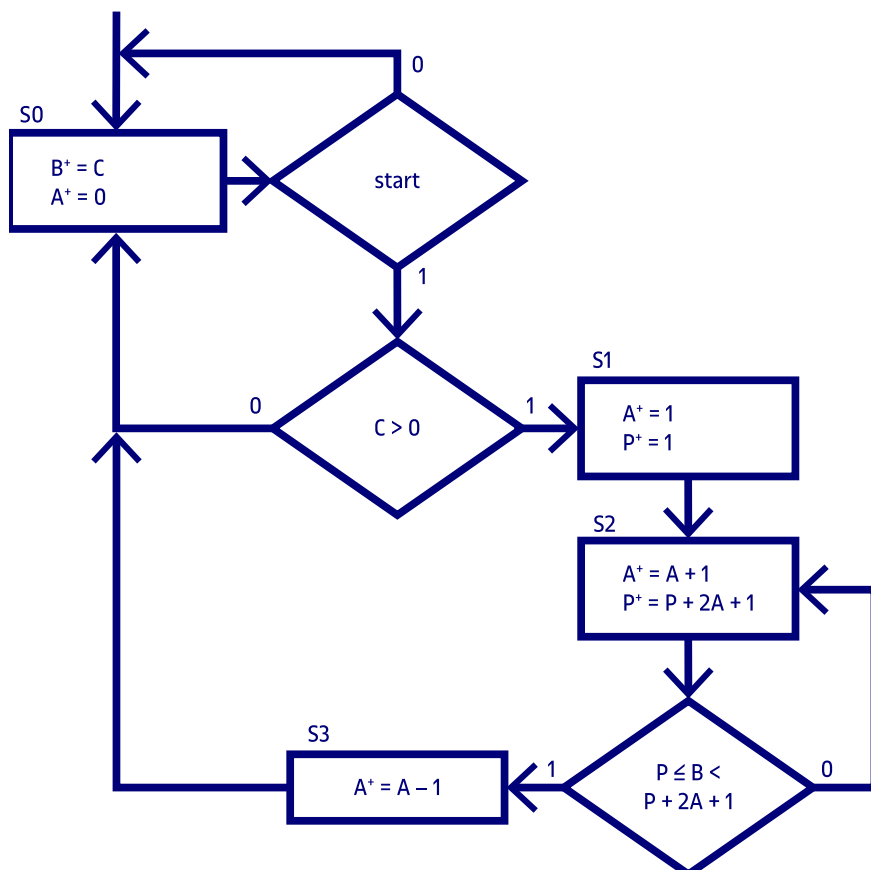 0
S0
B⁺ = C
A⁺ = 0
start
1
S1
0
1
A⁺ = 1
P⁺ = 1
C > 0
S2
A⁺ = A + 1
P⁺ = P + 2A + 1
S3
1
0
P ≤ B <
P + 2A + 1
A⁺ = A − 1